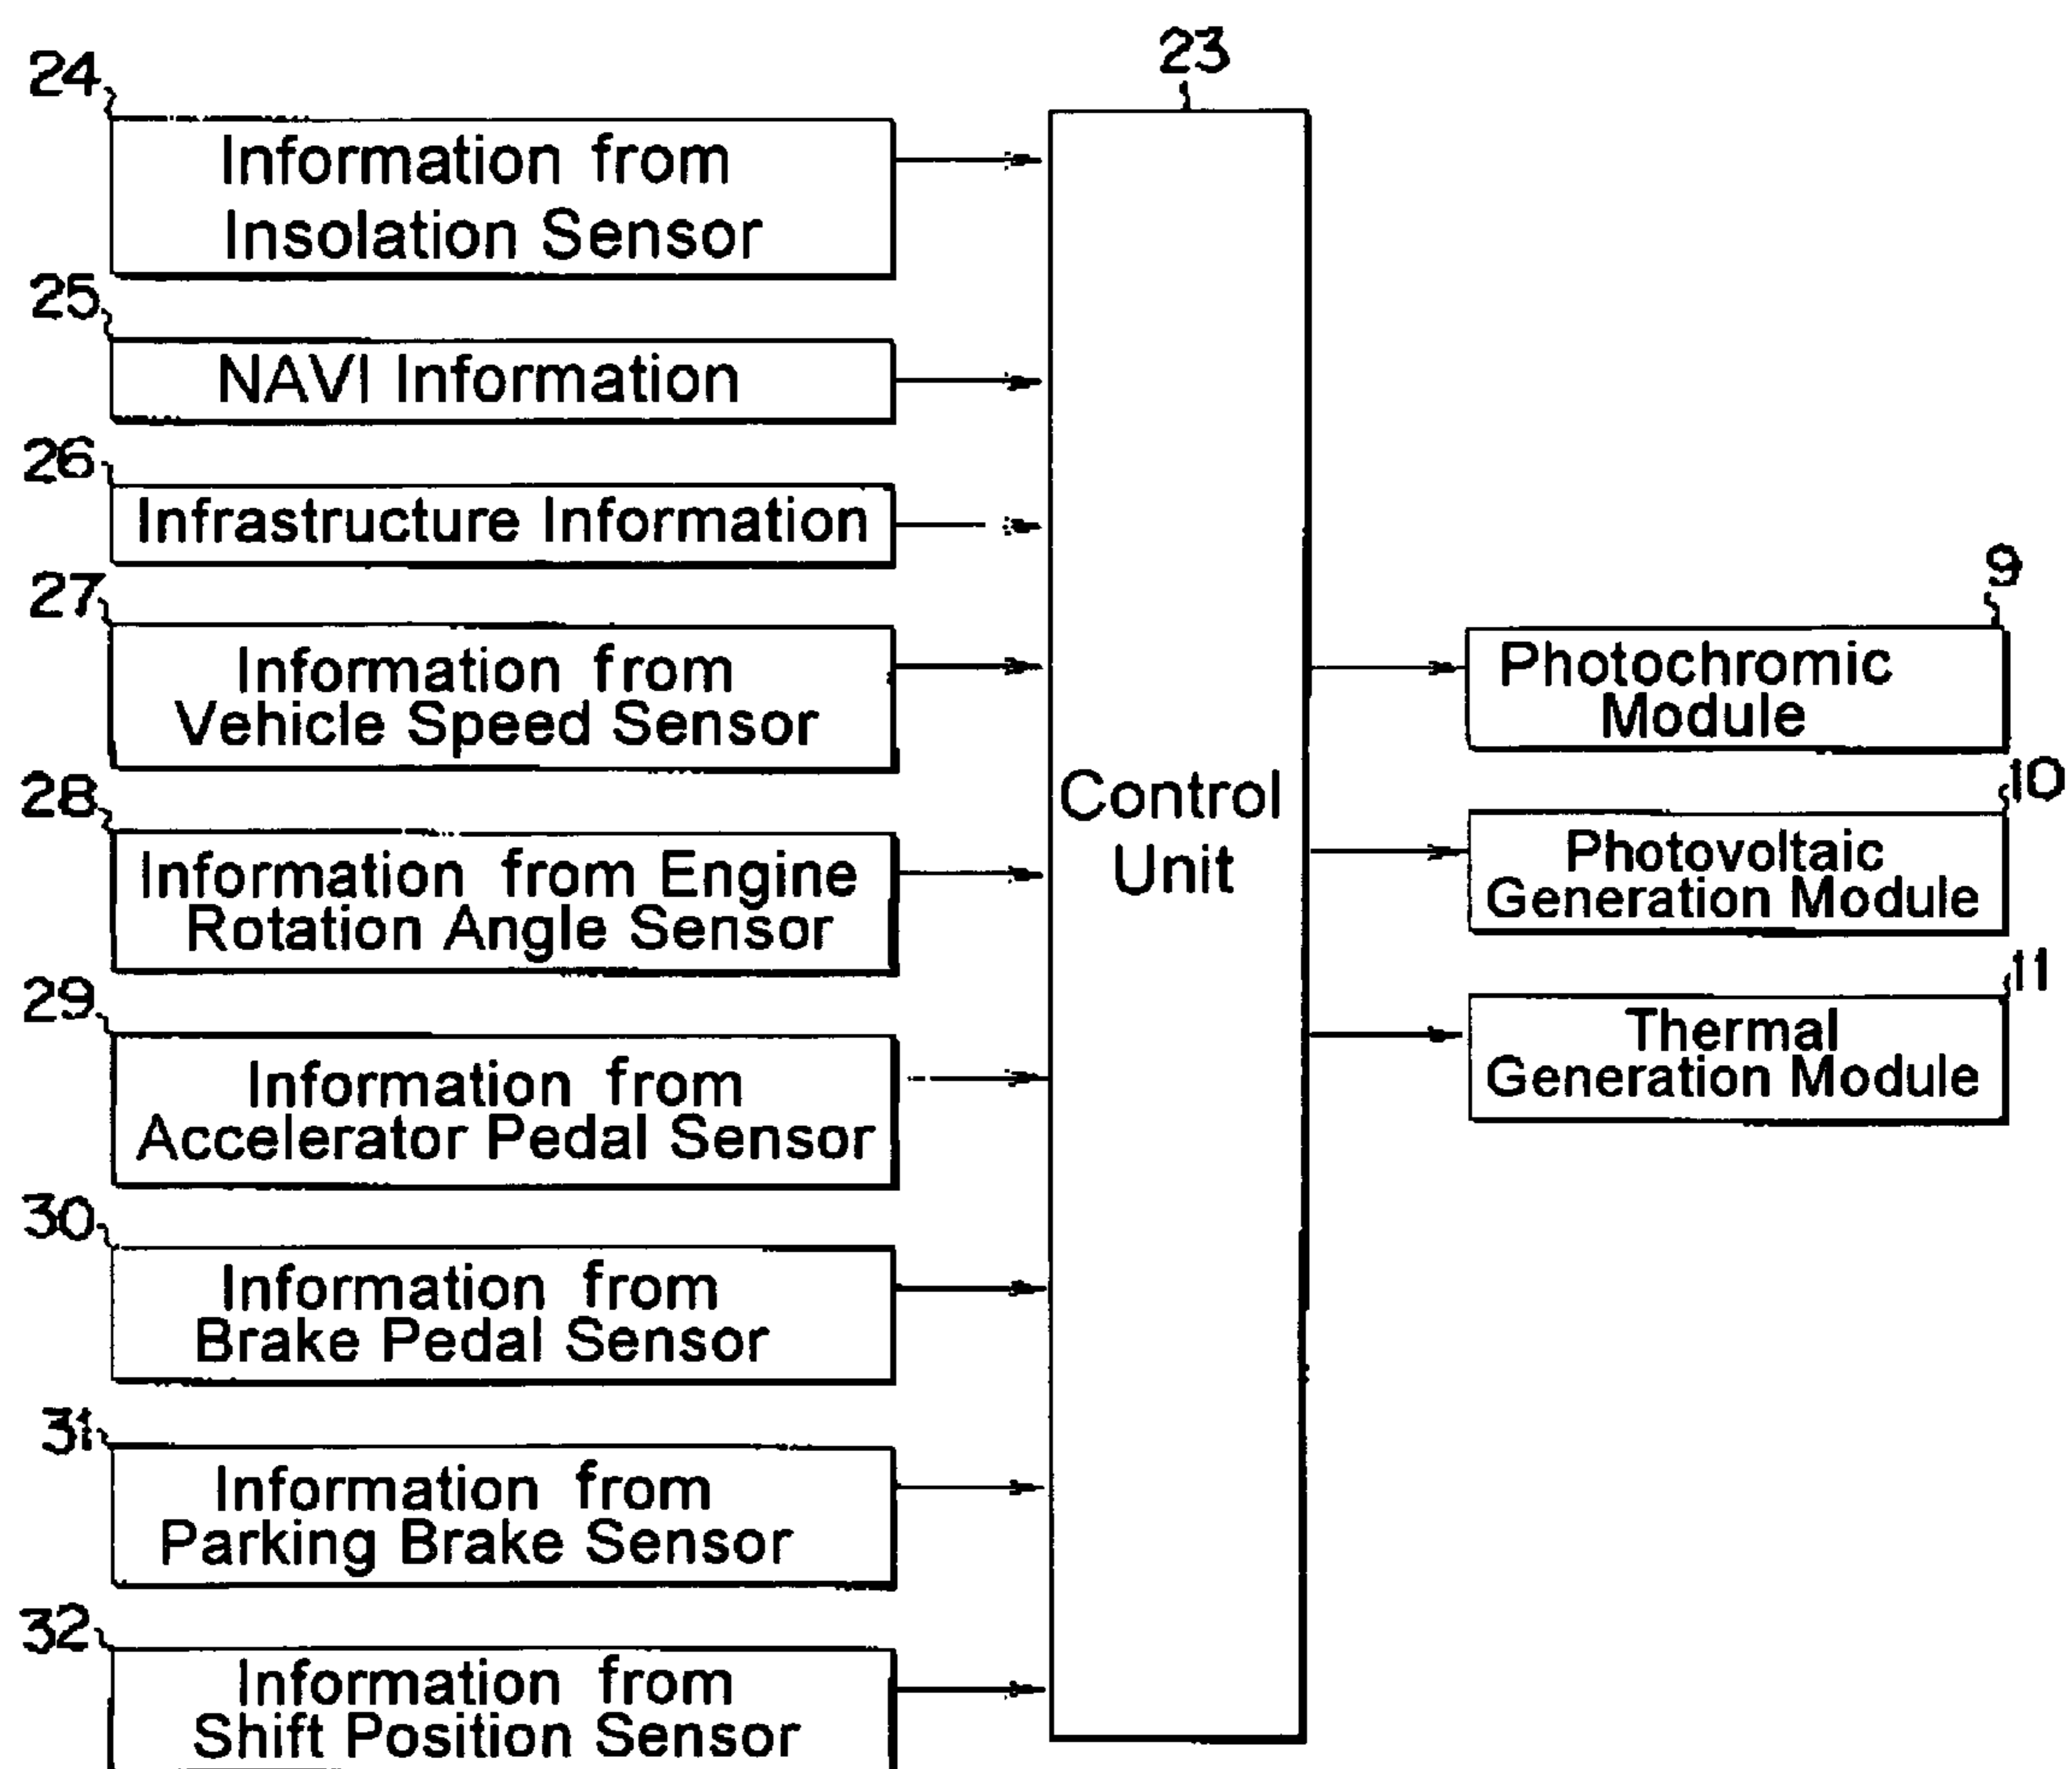 23
24
Information from
Insolation Sensor
25
NAVI Information
26
Infrastructure Information
27
Information from
Vehicle Speed Sensor
28
Information from Engine
Rotation Angle Sensor
29
Information from
Accelerator Pedal Sensor
30
Information from
Brake Pedal Sensor
31
Information from
Parking Brake Sensor
32
Information from
Shift Position Sensor
Control
Unit
9
Photochromic
Module
10
Photovoltaic
Generation Module
11
Thermal
Generation Module